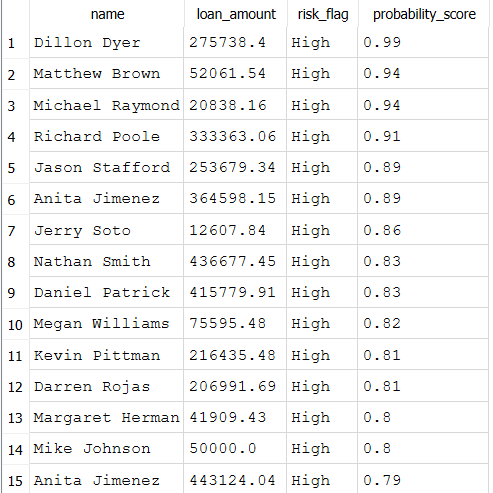 name loan_amount risk_flag probability_score
1 Dillon Dyer 275738.4 High 0.99
2 Matthew Brown 52061.54 High 0.94
3 Michael Raymond 20838.16 High 0.94
4 Richard Poole 333363.06 High 0.91
5 Jason Stafford 253679.34 High 0.89
6 Anita Jimenez 364598.15 High 0.89
7 Jerry Soto 12607.84 High 0.86
8 Nathan Smith 436677.45 High 0.83
9 Daniel Patrick 415779.91 High 0.83
10 Megan Williams 75595.48 High 0.82
11 Kevin Pittman 216435.48 High 0.81
12 Darren Rojas 206991.69 High 0.81
13 Margaret Herman 41909.43 High 0.8
14 Mike Johnson 50000.0 High 0.8
15 Anita Jimenez 443124.04 High 0.79